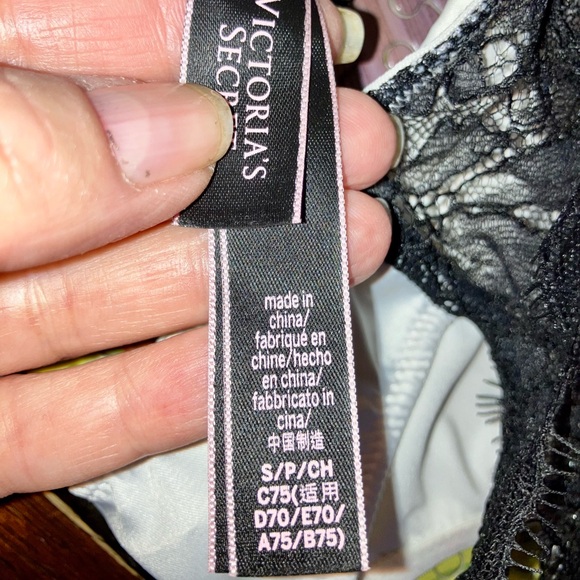 VICTORIA'S
SECRET
made in
china/
fabriqué en
chine/hecho
en china/
fabbricato in
cina/
中国制造
S/P/CH
C75(适用
D70/E70/
A75/B75)